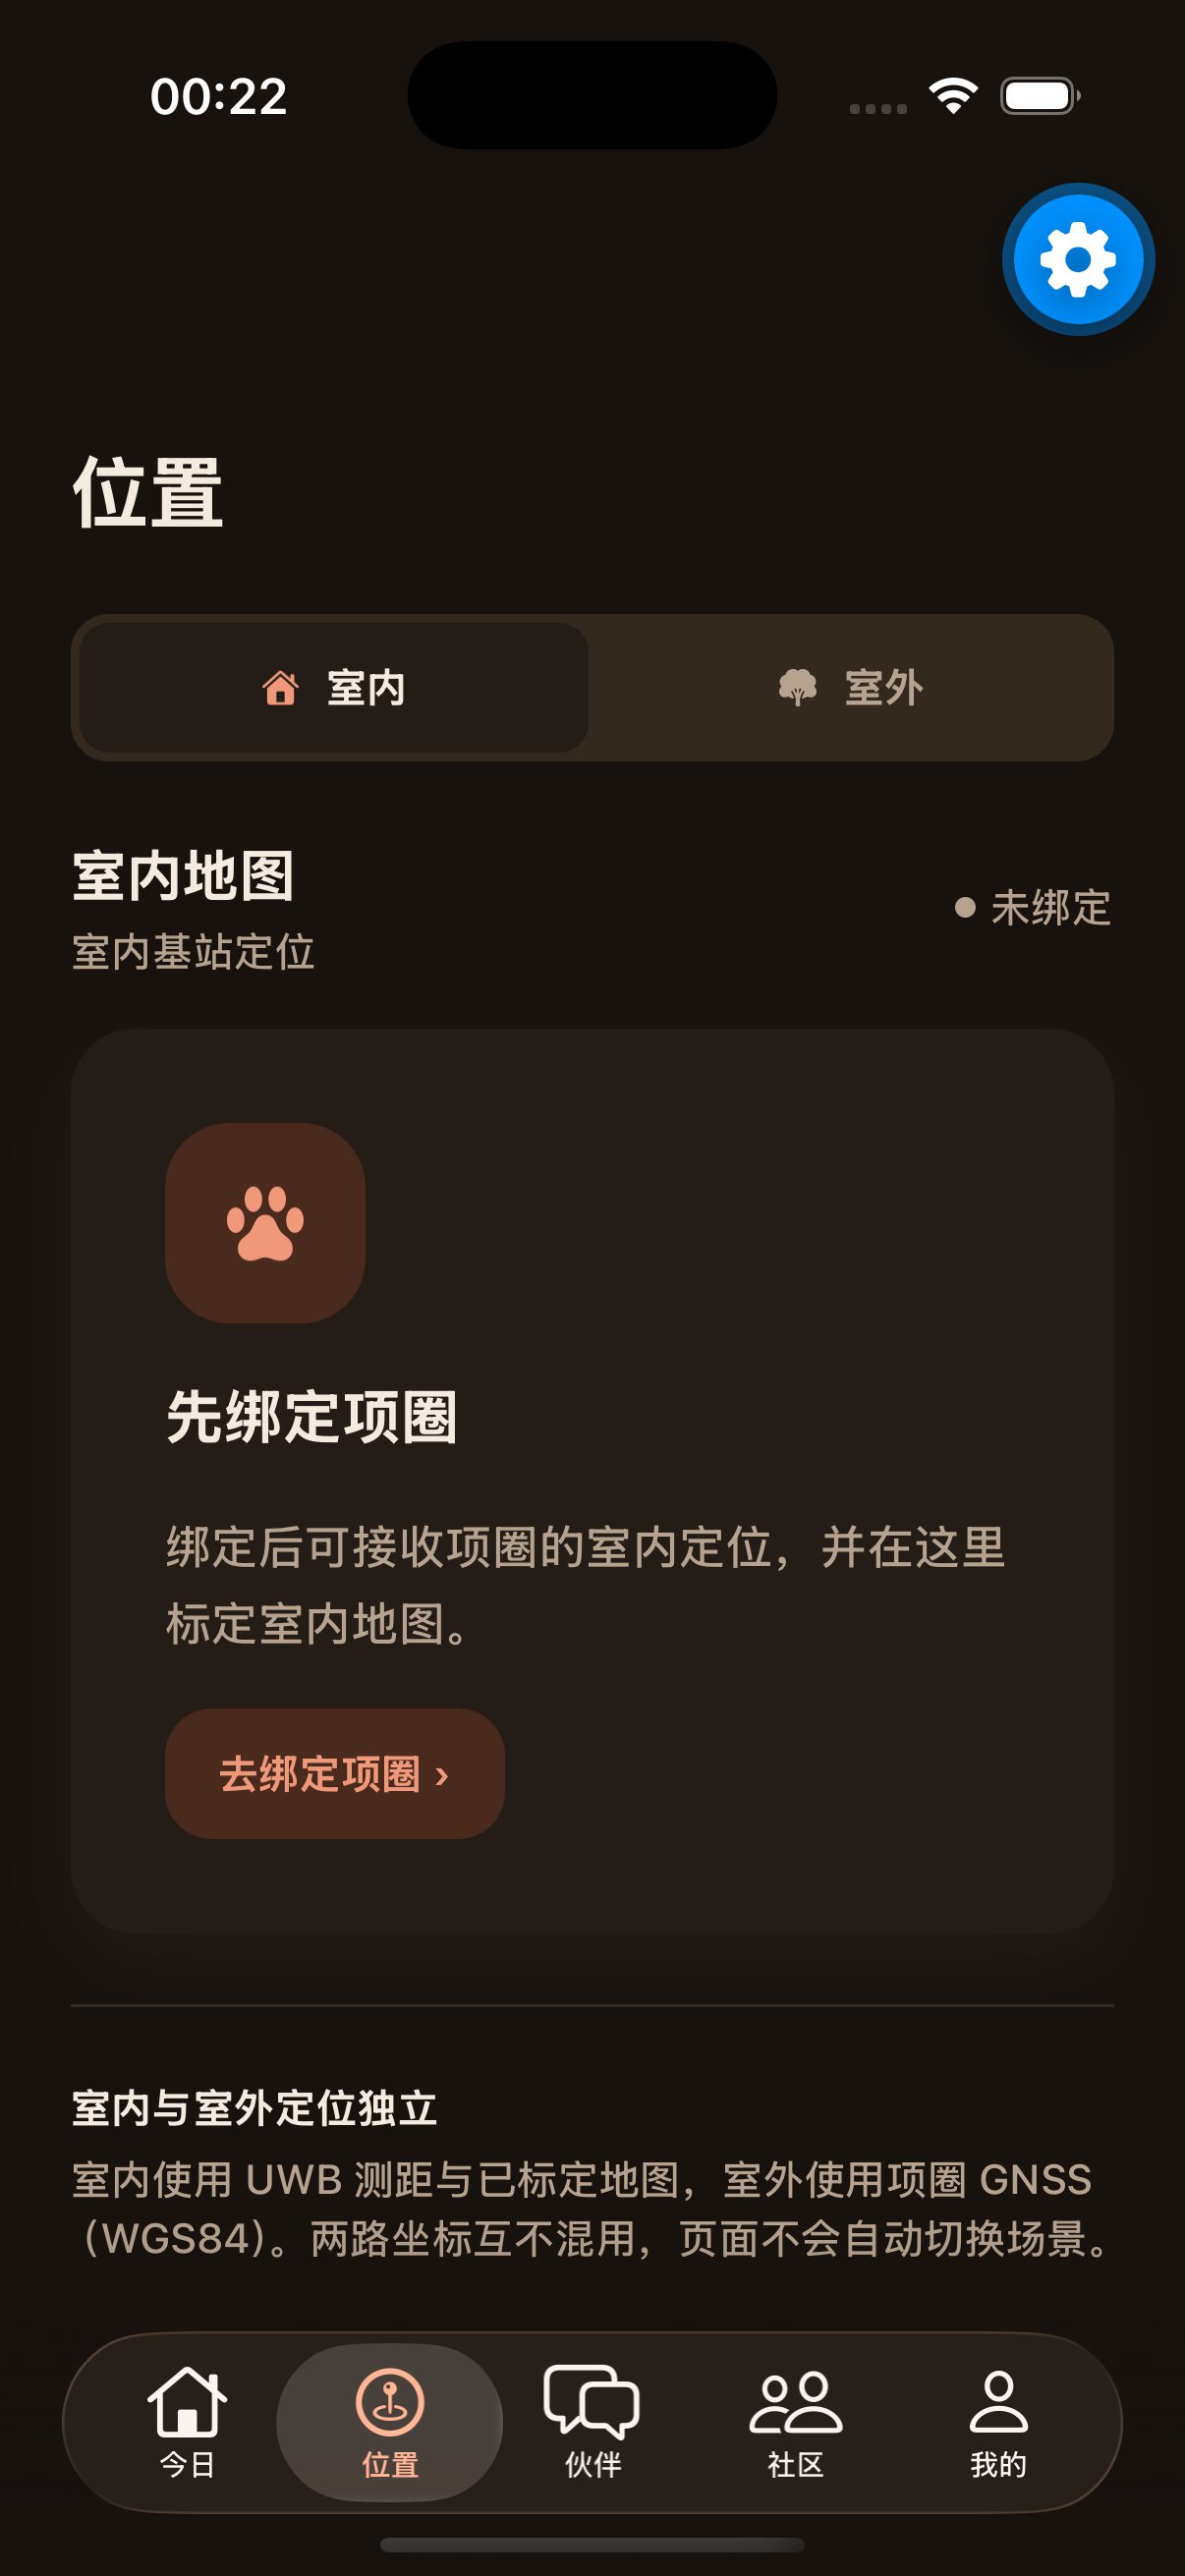 00:22
位置
室内
室外
室内地图
未绑定
室内基站定位
先绑定项圈
绑定后可接收项圈的室内定位，并在这里
标定室内地图。
去绑定项圈 ›
室内与室外定位独立
室内使用 UWB 测距与已标定地图，室外使用项圈 GNSS
（WGS84）。两路坐标互不混用，页面不会自动切换场景。
今日
位置
伙伴
社区
我的